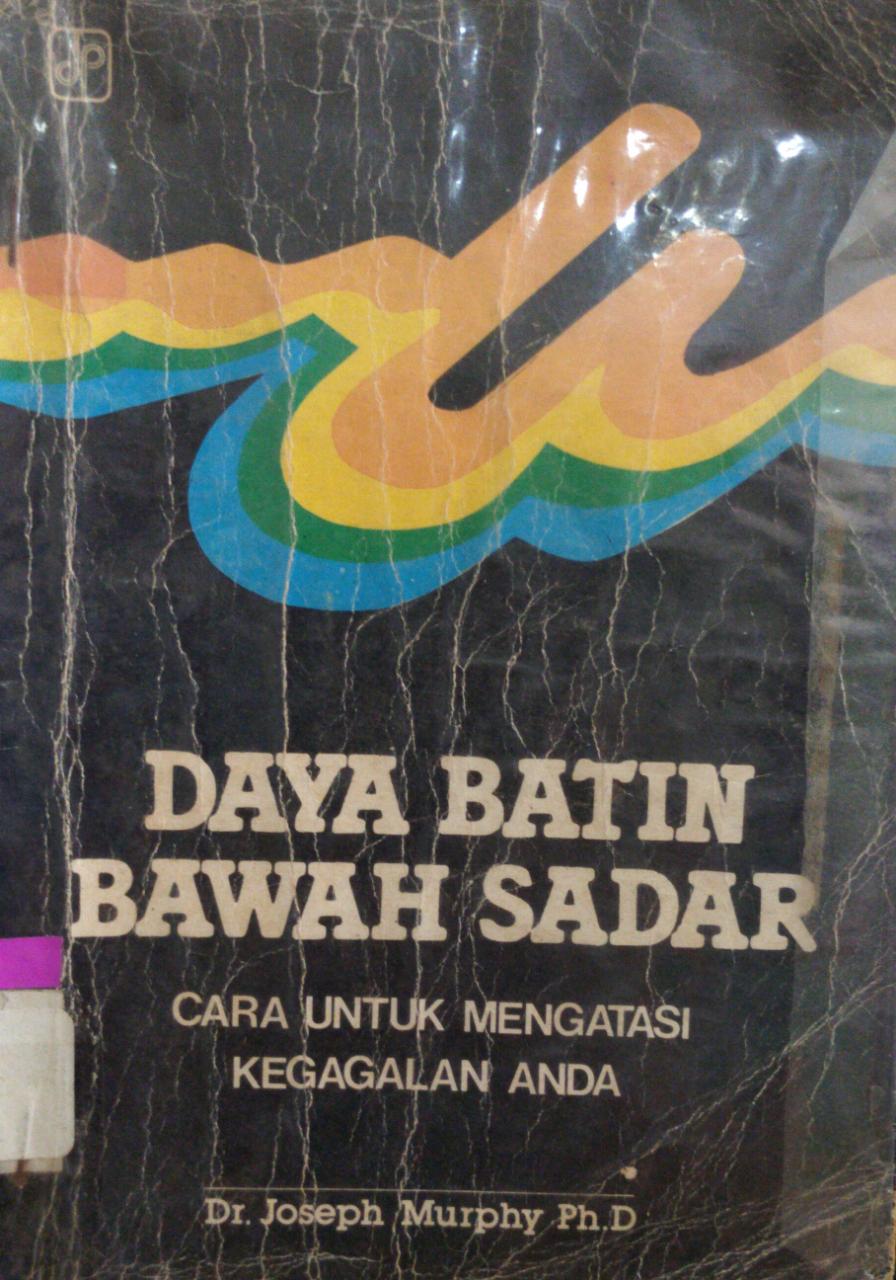 DAYA BATIN
BAWAH SADAR
CARA UNTUK MENGATASI
KEGAGALAN ANDA
Dr. Joseph Murphy Ph.D